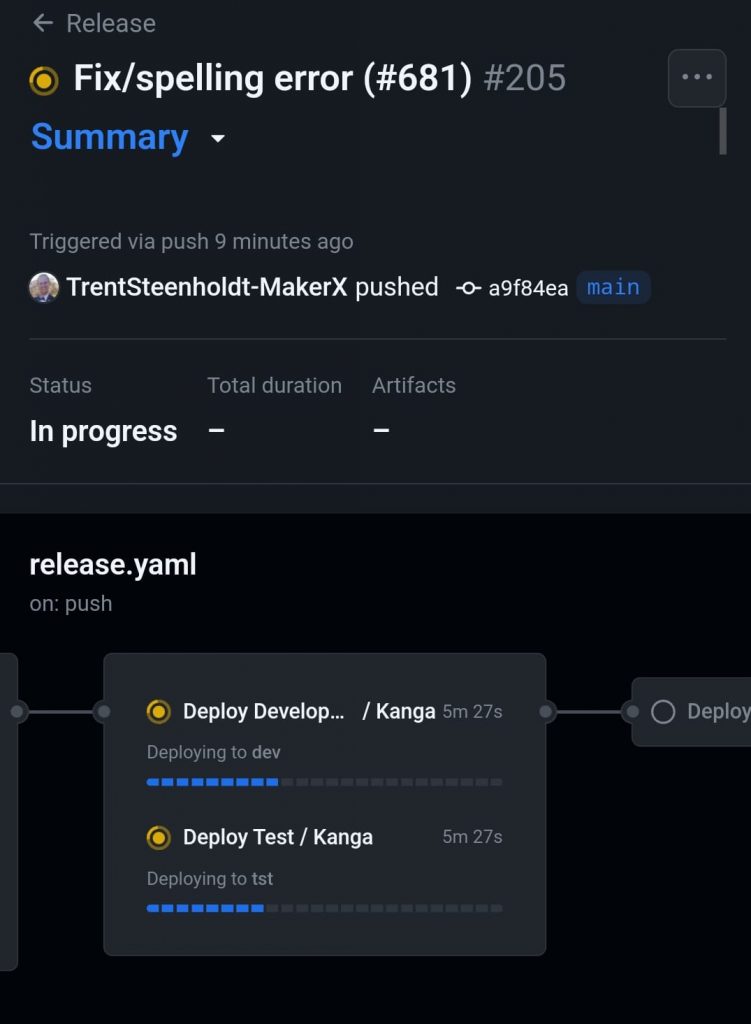 Release
Fix/spelling error (#681) #205
Summary
Triggered via push 9 minutes ago
TrentSteenholdt-MakerX pushed a9f84ea main
Status Total duration Artifacts
In progress – –
release.yaml
on: push
Deploy Develop... / Kanga 5m 27s
Deploying to dev
Deploy
Deploy Test / Kanga 5m 27s
Deploying to tst